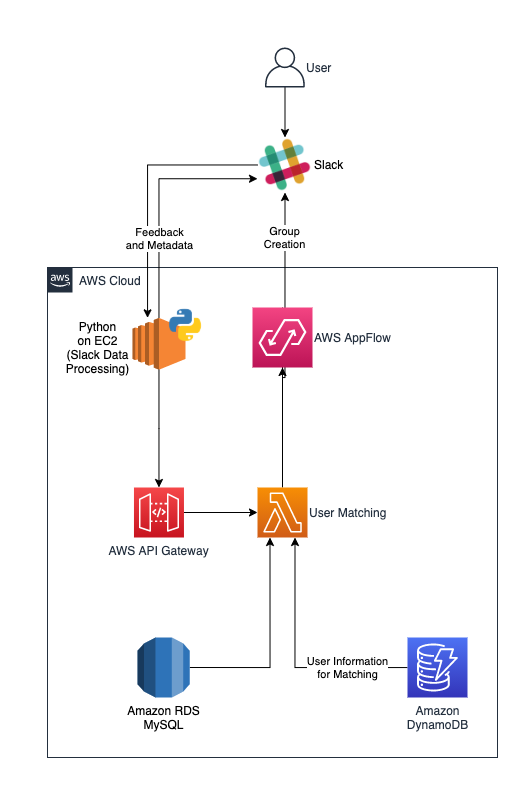 User
Slack
Feedback
and Metadata
Group
Creation
aws
AWS Cloud
Python
on EC2
(Slack Data
Processing)
AWS AppFlow
</>
AWS API Gateway
User Matching
User Information
for Matching
Amazon RDS
MySQL
Amazon
DynamoDB